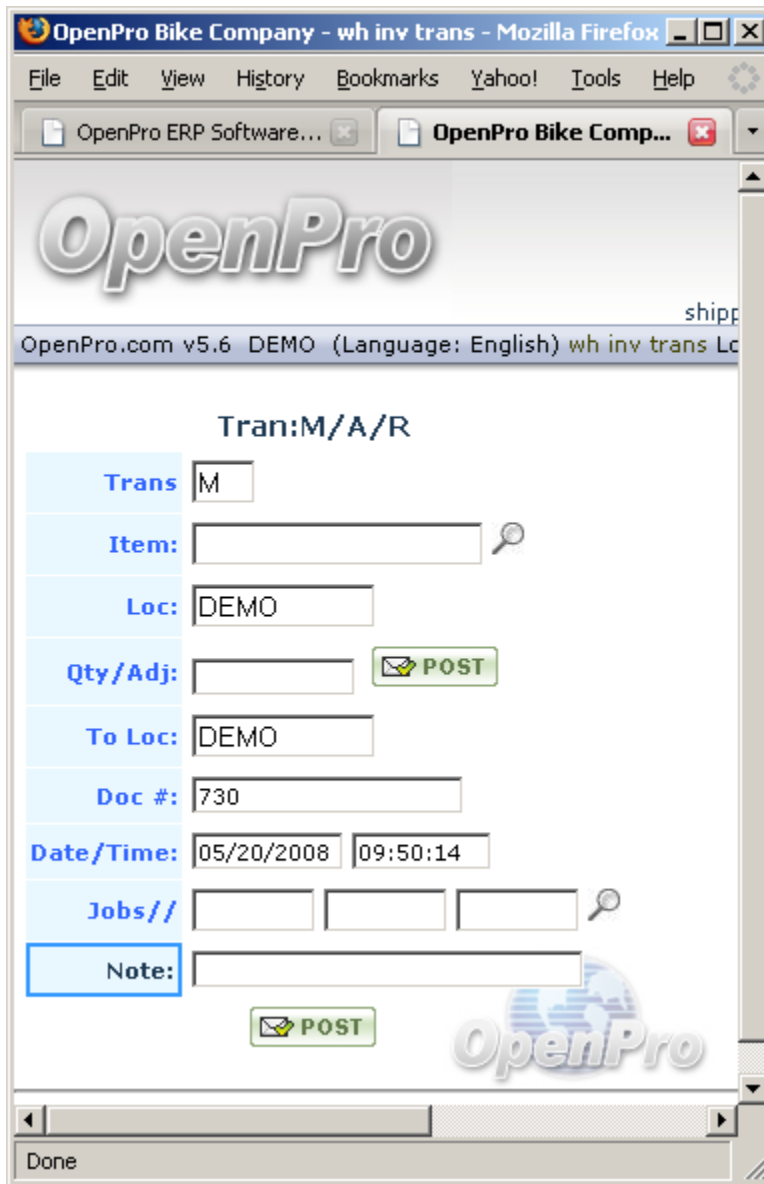 OpenPro Bike Company - wh inv trans - Mozilla Firefox
File Edit View History Bookmarks Yahoo! Tools Help
OpenPro ERP Software... OpenPro Bike Comp...
OpenPro
shipp
OpenPro.com v5.6 DEMO (Language: English) wh inv trans Lo
Tran:M/A/R
Trans M
Item:
Loc: DEMO
Qty/Adj: POST
To Loc: DEMO
Doc #: 730
Date/Time: 05/20/2008 09:50:14
Jobs//
Note:
POST
OpenPro
Done